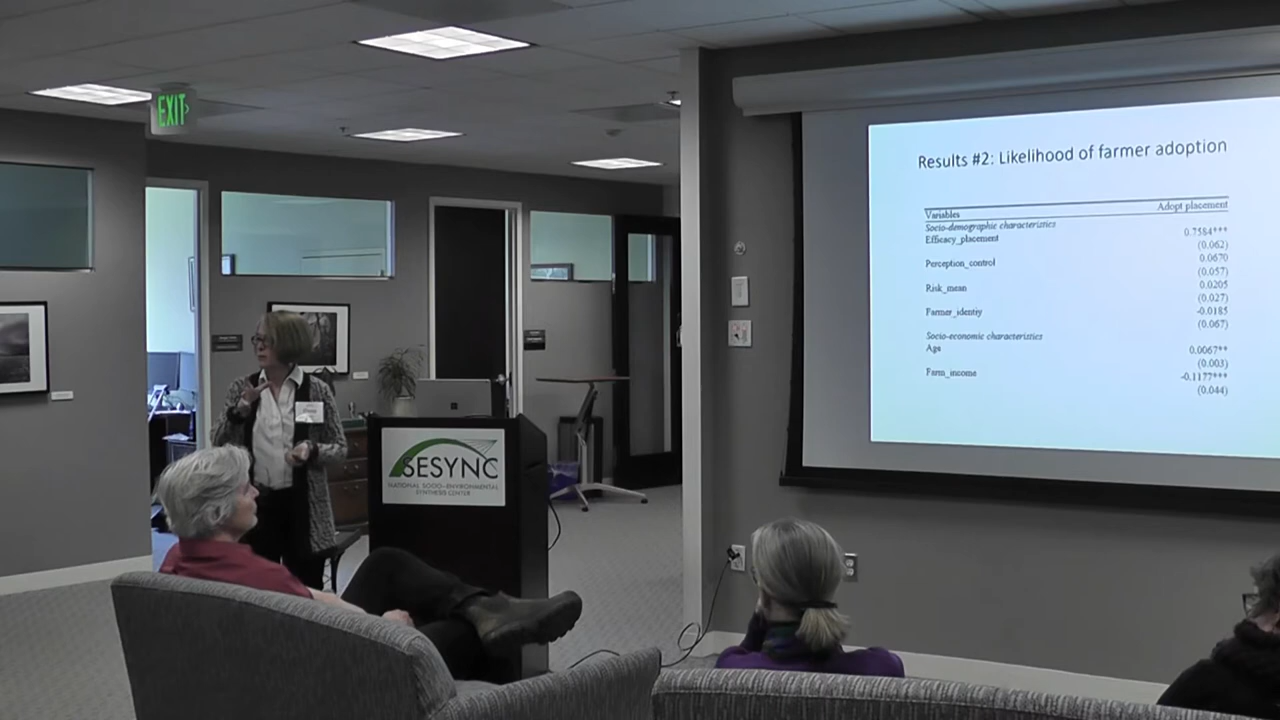 EXIT
Results #2: Likelihood of farmer adoption
Variables Adopt placement
Socio-demographic characteristics
Efficacy_placement 0.7584***
(0.062)
Perception_control 0.0670
(0.057)
Risk_mean 0.0205
(0.027)
Farmer_identiy -0.0185
(0.067)
Socio-economic characteristics
Age 0.0067**
(0.003)
Farm_income -0.1177***
(0.044)
SESYNC
NATIONAL SOCIO-ENVIRONMENTAL
SYNTHESIS CENTER